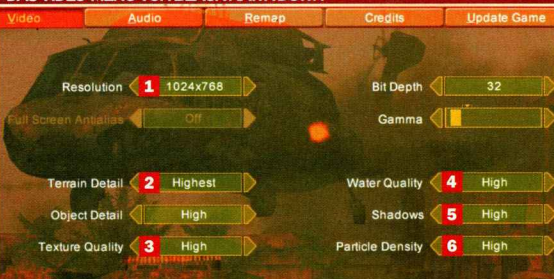 Video Audio Remap Credits Update Game
Resolution 1 1024x768
Bit Depth 32
Full Screen Antialias Off
Gamma
Terrain Detail 2 Highest
Water Quality 4 High
Object Detail High
Shadows 5 High
Texture Quality 3 High
Particle Density 6 High